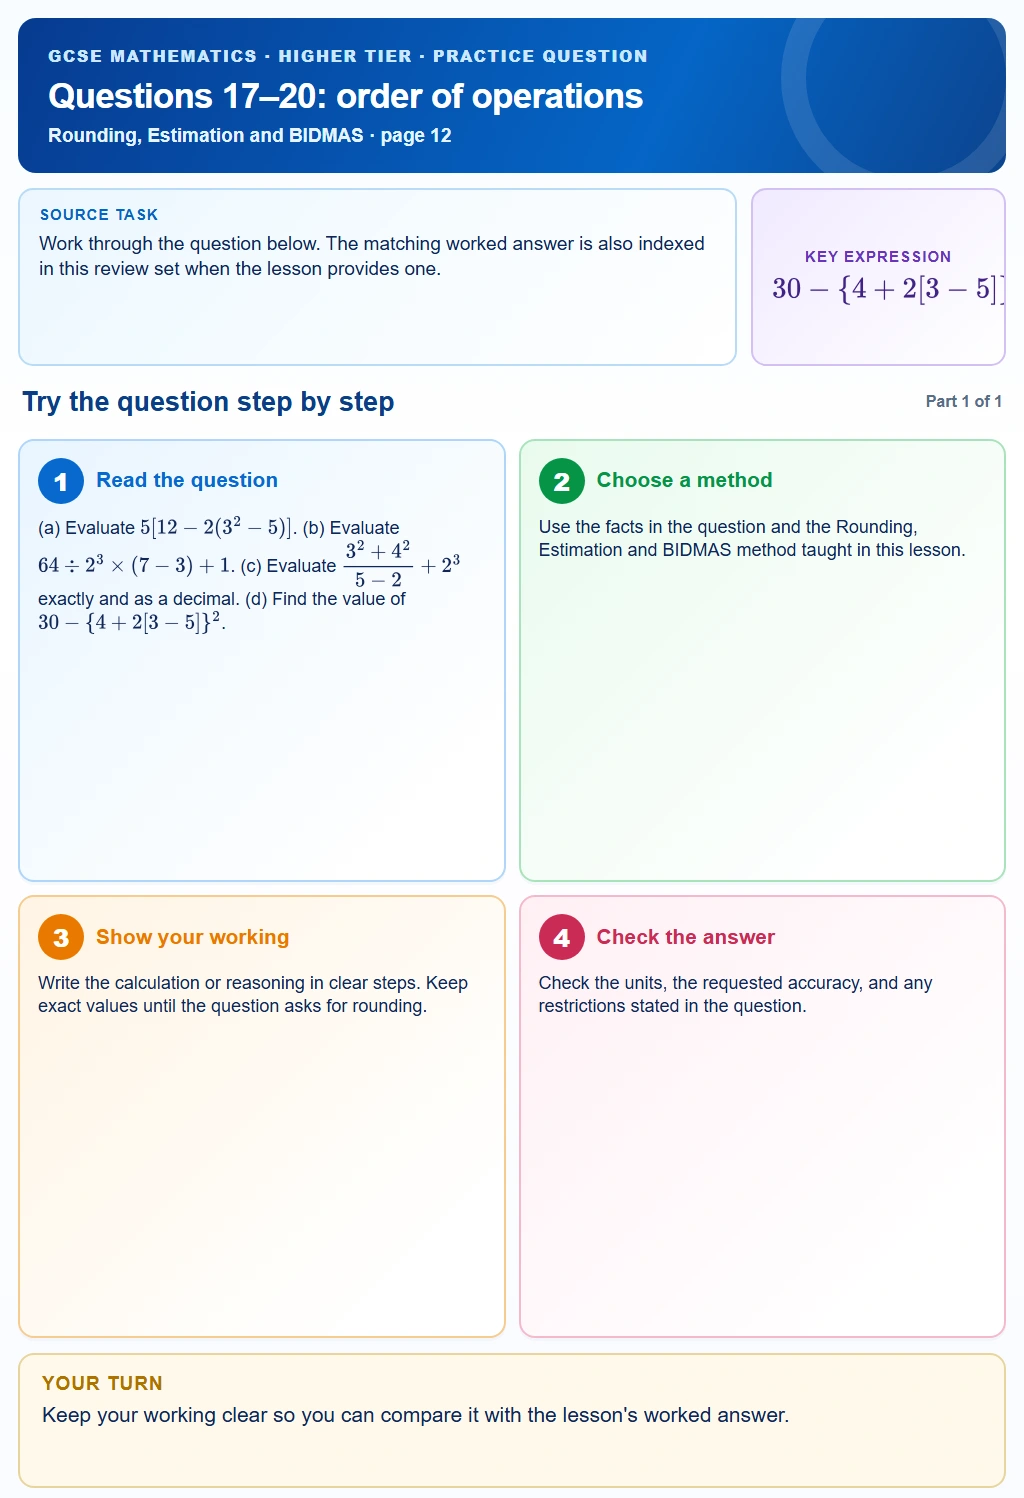 GCSE MATHEMATICS · HIGHER TIER · PRACTICE QUESTION
Questions 17–20: order of operations
Rounding, Estimation and BIDMAS · page 12
SOURCE TASK
Work through the question below. The matching worked answer is also indexed
in this review set when the lesson provides one.
KEY EXPRESSION
30 − {4 + 2[3 − 5]}
Try the question step by step
Part 1 of 1
1 Read the question
(a) Evaluate 5[12 − 2(3² − 5)]. (b) Evaluate
64 ÷ 2³ × (7 − 3) + 1. (c) Evaluate (3² + 4²)/(5 − 2) + 2³
exactly and as a decimal. (d) Find the value of
30 − {4 + 2[3 − 5]}².
2 Choose a method
Use the facts in the question and the Rounding,
Estimation and BIDMAS method taught in this lesson.
3 Show your working
Write the calculation or reasoning in clear steps. Keep
exact values until the question asks for rounding.
4 Check the answer
Check the units, the requested accuracy, and any
restrictions stated in the question.
YOUR TURN
Keep your working clear so you can compare it with the lesson's worked answer.